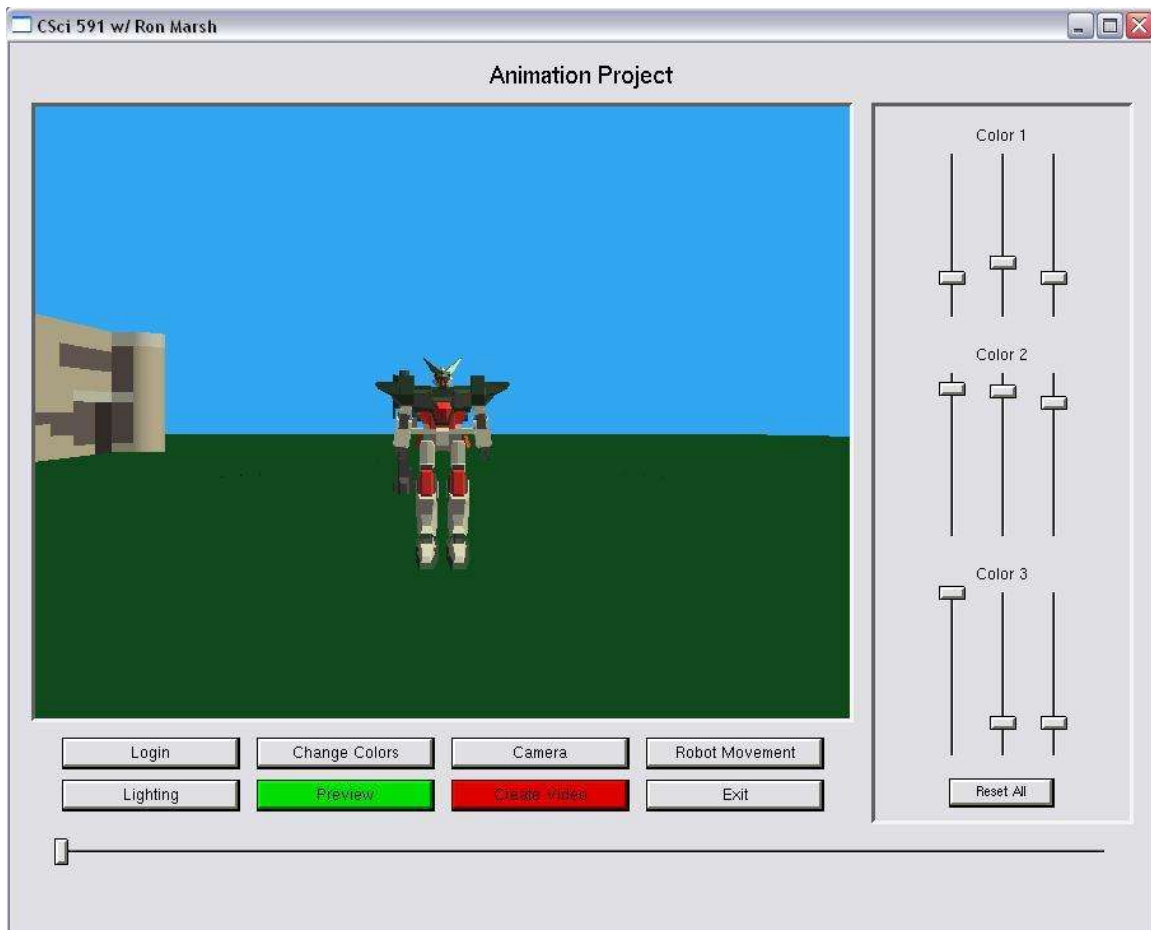 CSci 591 w/ Ron Marsh
Animation Project
Color 1
Color 2
Color 3
Login
Change Colors
Camera
Robot Movement
Lighting
Preview
Create Video
Exit
Reset All